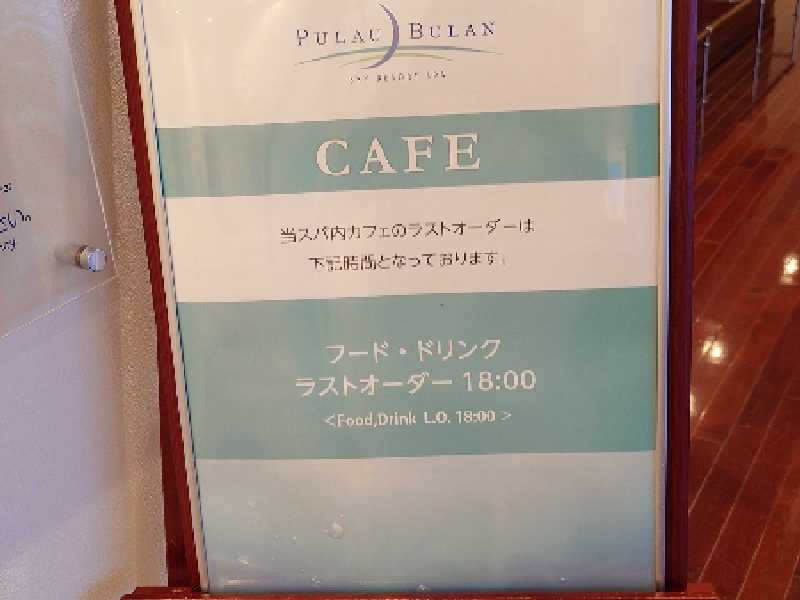 PULAU BULAN
CAFE
当スパ内カフェのラストオーダーは
下記時間となっております。
フード・ドリンク
ラストオーダー 18:00
<Food,Drink L.O. 18:00 >